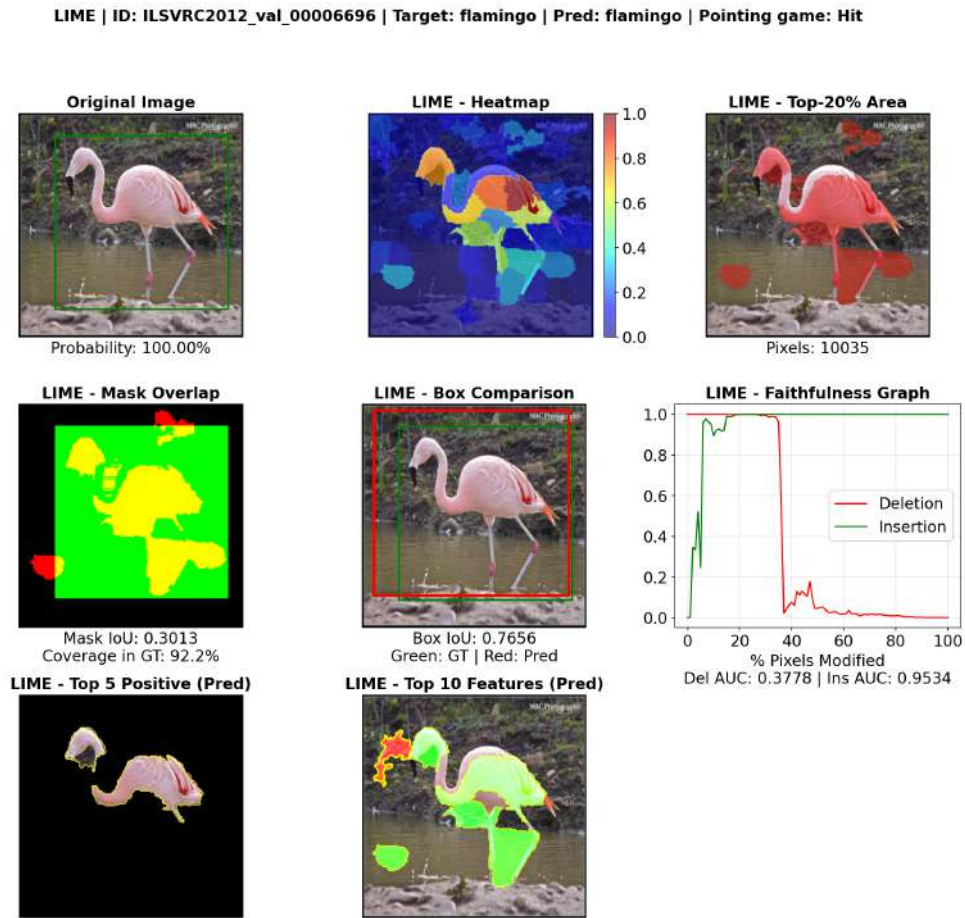 LIME | ID: ILSVRC2012_val_00006696 | Target: flamingo | Pred: flamingo | Pointing game: Hit
Original Image
LIME - Heatmap
LIME - Top-20% Area
1.0
0.8
0.6
0.4
0.2
0.0
Probability: 100.00%
Pixels: 10035
LIME - Mask Overlap
LIME - Box Comparison
LIME - Faithfulness Graph
1.0
0.8
0.6
0.4
0.2
0.0
Deletion
Insertion
0 20 40 60 80 100
% Pixels Modified
Mask IoU: 0.3013
Coverage in GT: 92.2%
Box IoU: 0.7656
Green: GT | Red: Pred
Del AUC: 0.3778 | Ins AUC: 0.9534
LIME - Top 5 Positive (Pred)
LIME - Top 10 Features (Pred)